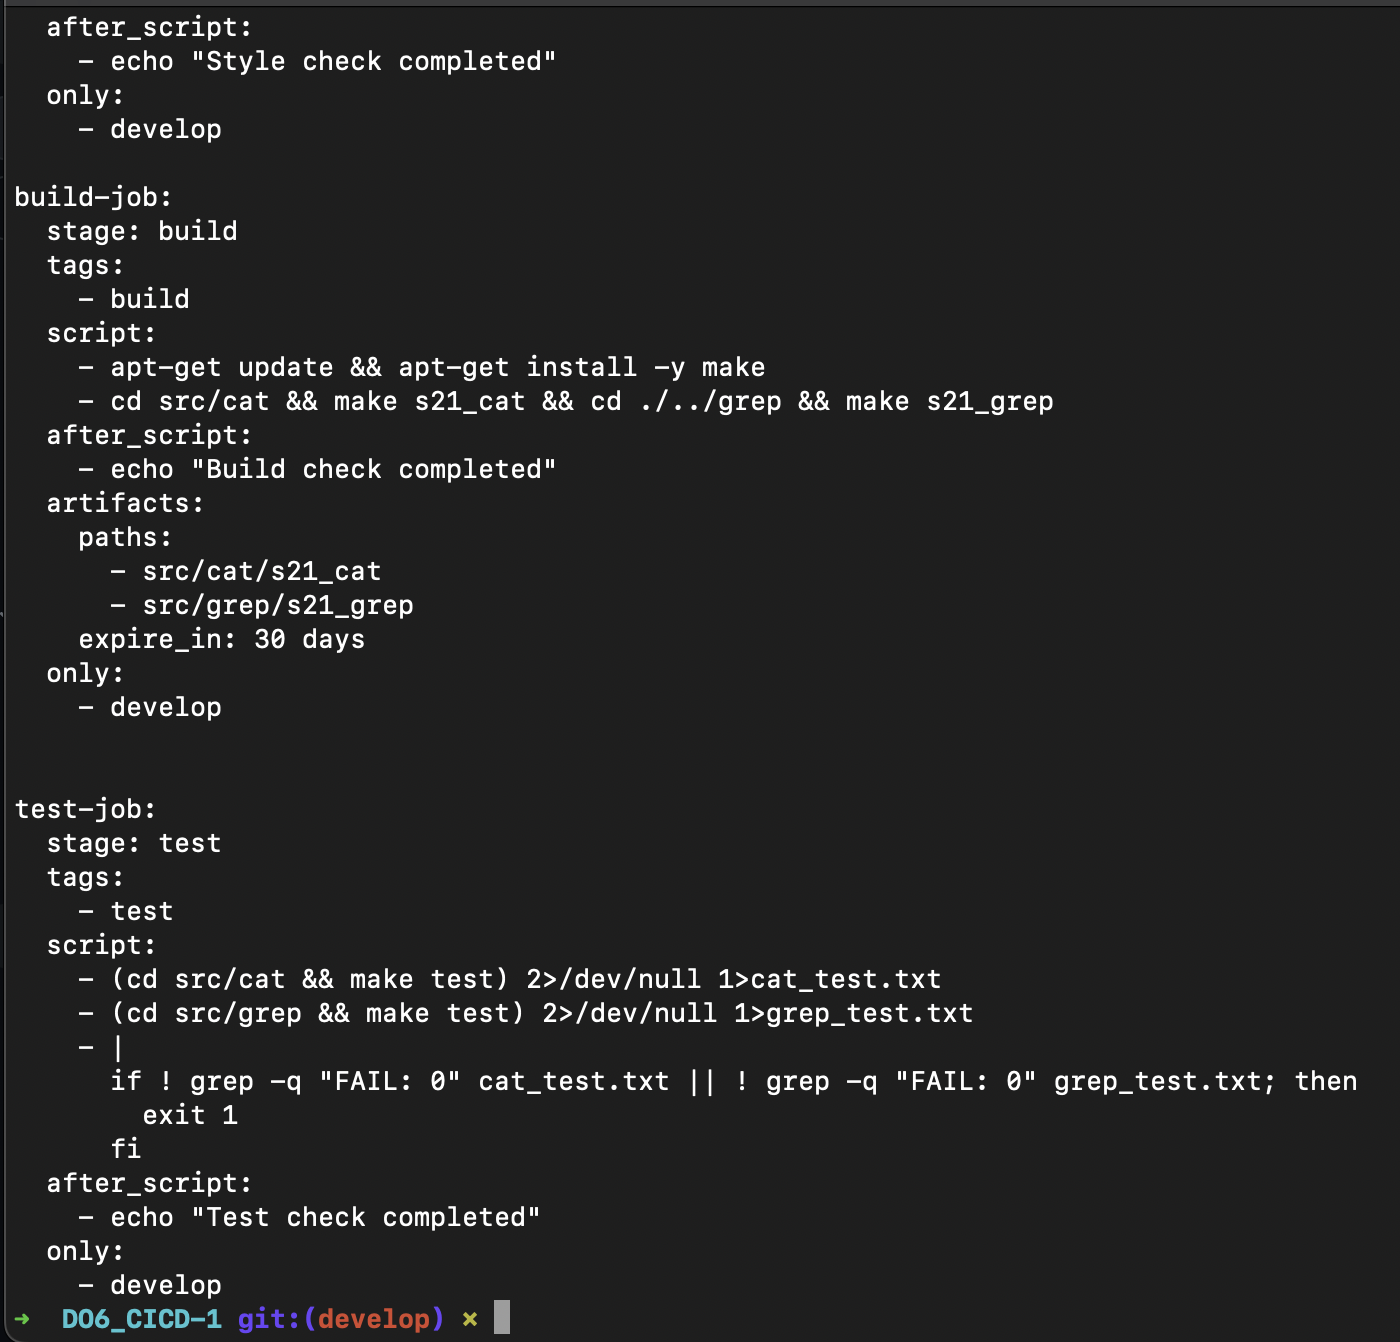 after_script:
    - echo "Style check completed"
  only:
    - develop

build-job:
  stage: build
  tags:
    - build
  script:
    - apt-get update && apt-get install -y make
    - cd src/cat && make s21_cat && cd ./../grep && make s21_grep
  after_script:
    - echo "Build check completed"
  artifacts:
    paths:
      - src/cat/s21_cat
      - src/grep/s21_grep
    expire_in: 30 days
  only:
    - develop


test-job:
  stage: test
  tags:
    - test
  script:
    - (cd src/cat && make test) 2>/dev/null 1>cat_test.txt
    - (cd src/grep && make test) 2>/dev/null 1>grep_test.txt
    - |
      if ! grep -q "FAIL: 0" cat_test.txt || ! grep -q "FAIL: 0" grep_test.txt; then
        exit 1
      fi
  after_script:
    - echo "Test check completed"
  only:
    - develop
➜  DO6_CICD-1 git:(develop) ✗